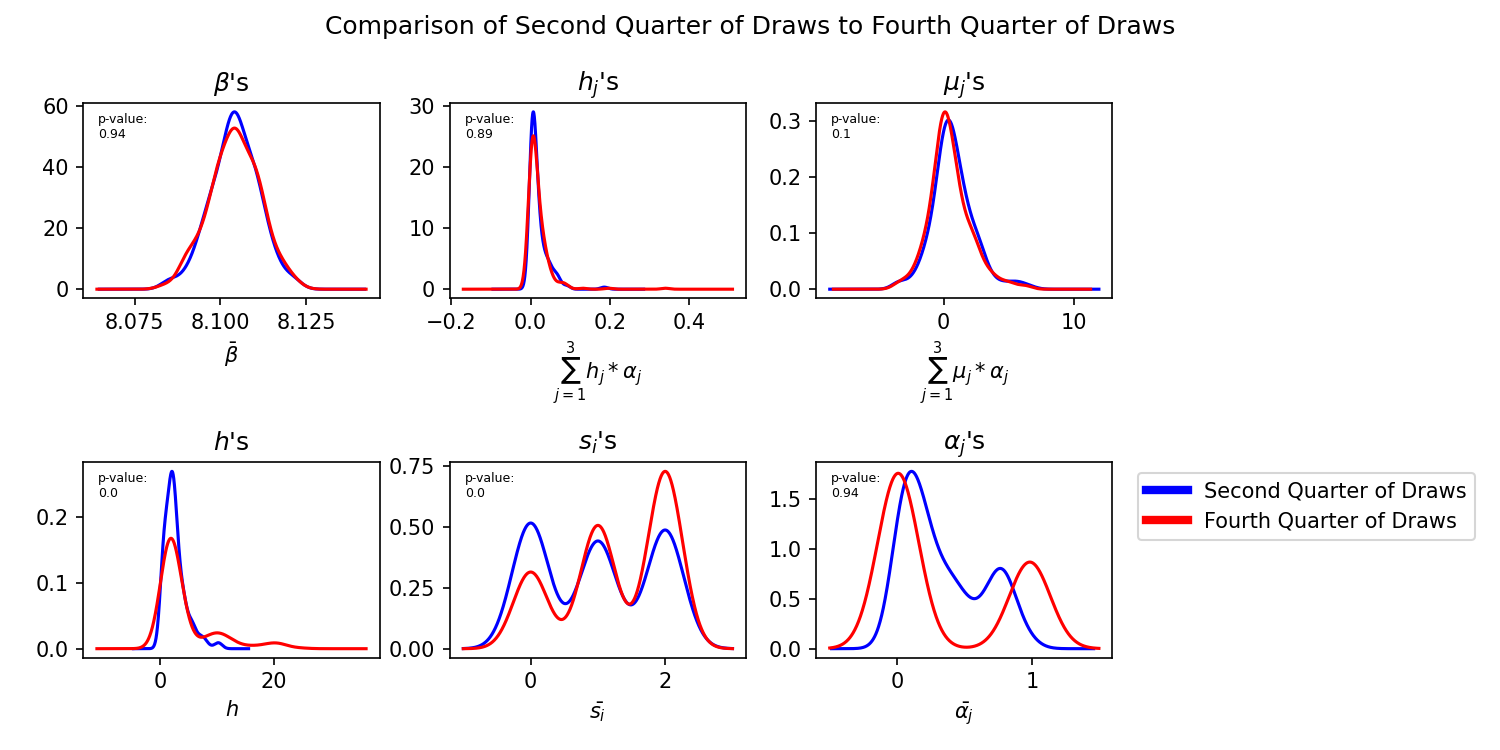 Comparison of Second Quarter of Draws to Fourth Quarter of Draws
β's
p-value:
0.94
60
40
20
0
8.075 8.100 8.125
β̄
h_j's
p-value:
0.89
30
20
10
0
−0.2 0.0 0.2 0.4
∑_{j=1}^{3} h_j * α_j
μ_j's
p-value:
0.1
0.3
0.2
0.1
0.0
0 10
∑_{j=1}^{3} μ_j * α_j
h's
p-value:
0.0
0.2
0.1
0.0
0 20
h
s_i's
p-value:
0.0
0.75
0.50
0.25
0.00
0 2
s̄_i
α_j's
p-value:
0.94
1.5
1.0
0.5
0.0
0 1
ᾱ_j
Second Quarter of Draws
Fourth Quarter of Draws